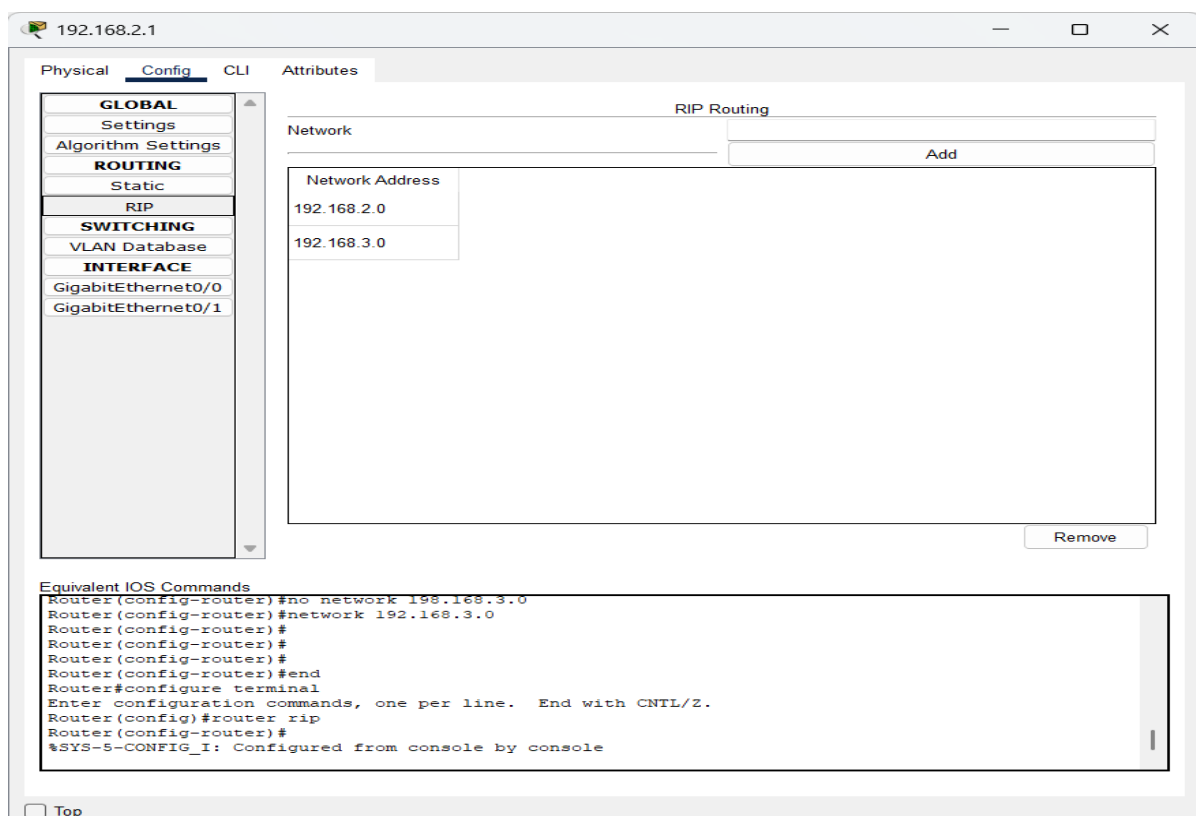 192.168.2.1
Physical Config CLI Attributes
GLOBAL
Settings
Algorithm Settings
ROUTING
Static
RIP
SWITCHING
VLAN Database
INTERFACE
GigabitEthernet0/0
GigabitEthernet0/1
RIP Routing
Network
Add
Network Address
192.168.2.0
192.168.3.0
Remove
Equivalent IOS Commands
Router(config-router)#no network 198.168.3.0
Router(config-router)#network 192.168.3.0
Router(config-router)#
Router(config-router)#
Router(config-router)#
Router(config-router)#end
Router#configure terminal
Enter configuration commands, one per line.  End with CNTL/Z.
Router(config)#router rip
Router(config-router)#
%SYS-5-CONFIG_I: Configured from console by console
Top